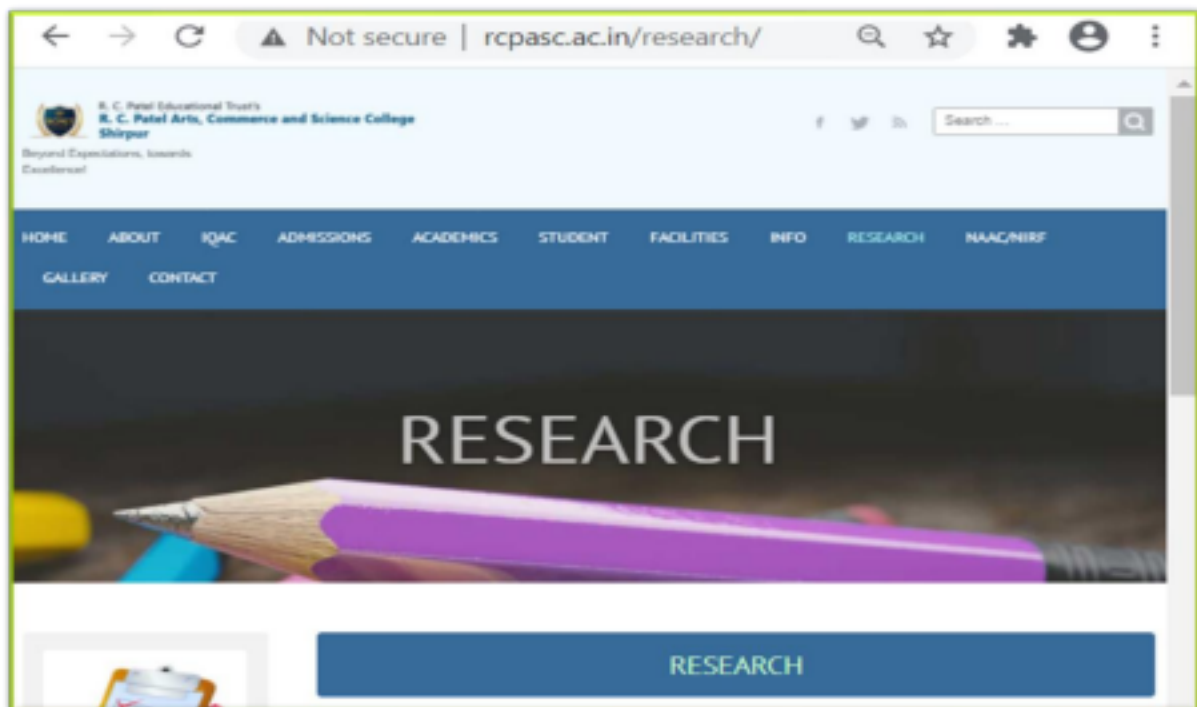 Not secure | rcpasc.ac.in/research/
R. C. Patel Educational Trust's
R. C. Patel Arts, Commerce and Science College
Shirpur
Beyond Expectations, towards
Excellence!
Search ...
HOME ABOUT IQAC ADMISSIONS ACADEMICS STUDENT FACILITIES INFO RESEARCH NAAC/NIRF
GALLERY CONTACT
RESEARCH
RESEARCH